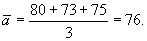 a̅ = (80 + 73 + 75) / 3 = 76.